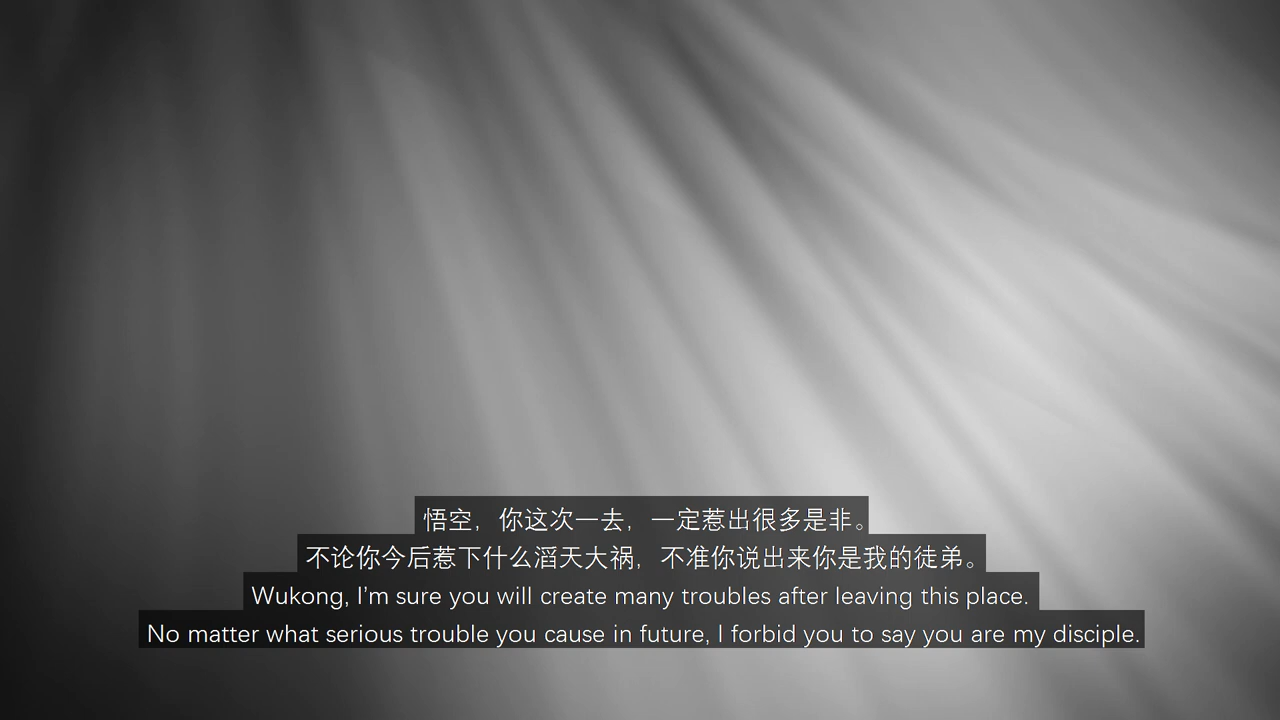 悟空，你这次一去，一定惹出很多是非。
不论你今后惹下什么滔天大祸，不准你说出来你是我的徒弟。
Wukong, I'm sure you will create many troubles after leaving this place.
No matter what serious trouble you cause in future, I forbid you to say you are my disciple.